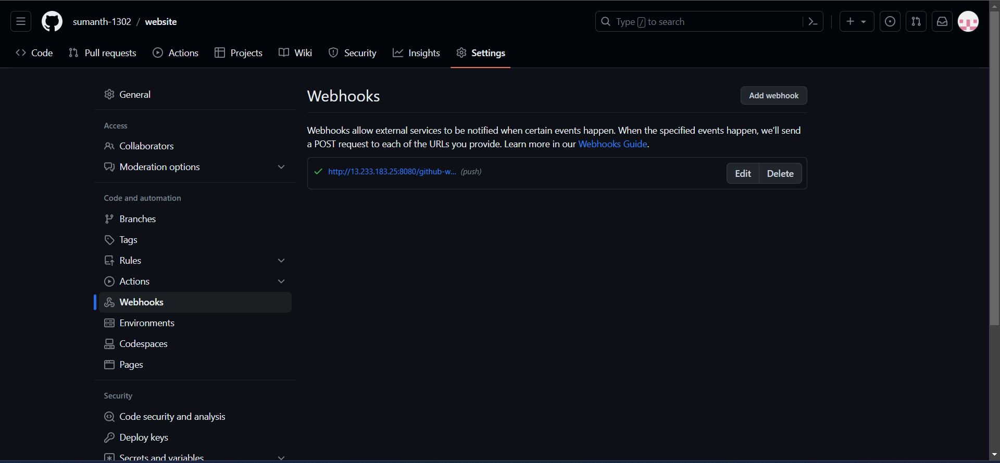 sumanth-1302 / website
Type / to search
Code
Pull requests
Actions
Projects
Wiki
Security
Insights
Settings
General
Access
Collaborators
Moderation options
Code and automation
Branches
Tags
Rules
Actions
Webhooks
Environments
Codespaces
Pages
Security
Code security and analysis
Deploy keys
Secrets and variables
Webhooks
Add webhook
Webhooks allow external services to be notified when certain events happen. When the specified events happen, we’ll send
a POST request to each of the URLs you provide. Learn more in our Webhooks Guide.
http://13.233.183.25:8080/github-w... (push)
Edit
Delete